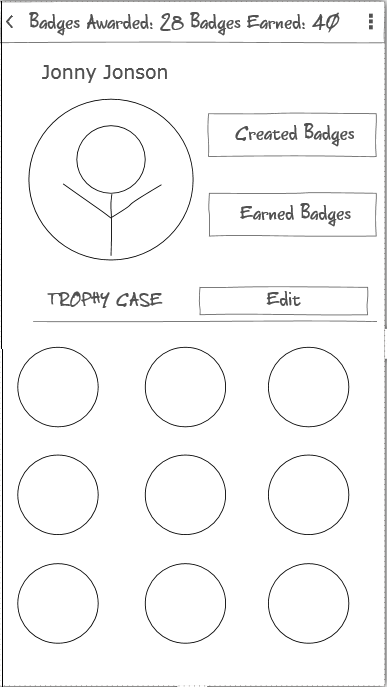 Badges Awarded: 28 Badges Earned: 40
Jonny Jonson
Created Badges
Earned Badges
TROPHY CASE
Edit